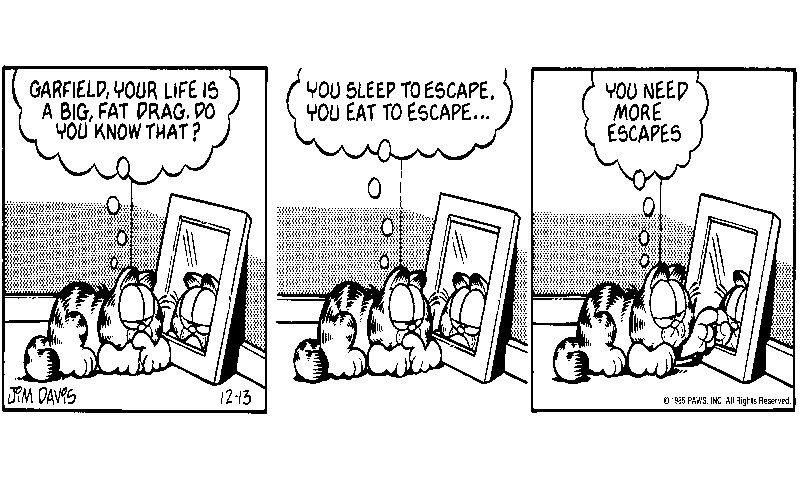 GARFIELD, YOUR LIFE IS
A BIG, FAT DRAG. DO
YOU KNOW THAT?
JIM DAVIS
12-13
YOU SLEEP TO ESCAPE.
YOU EAT TO ESCAPE...
YOU NEED
MORE
ESCAPES
© 1985 PAWS, INC. All Rights Reserved.